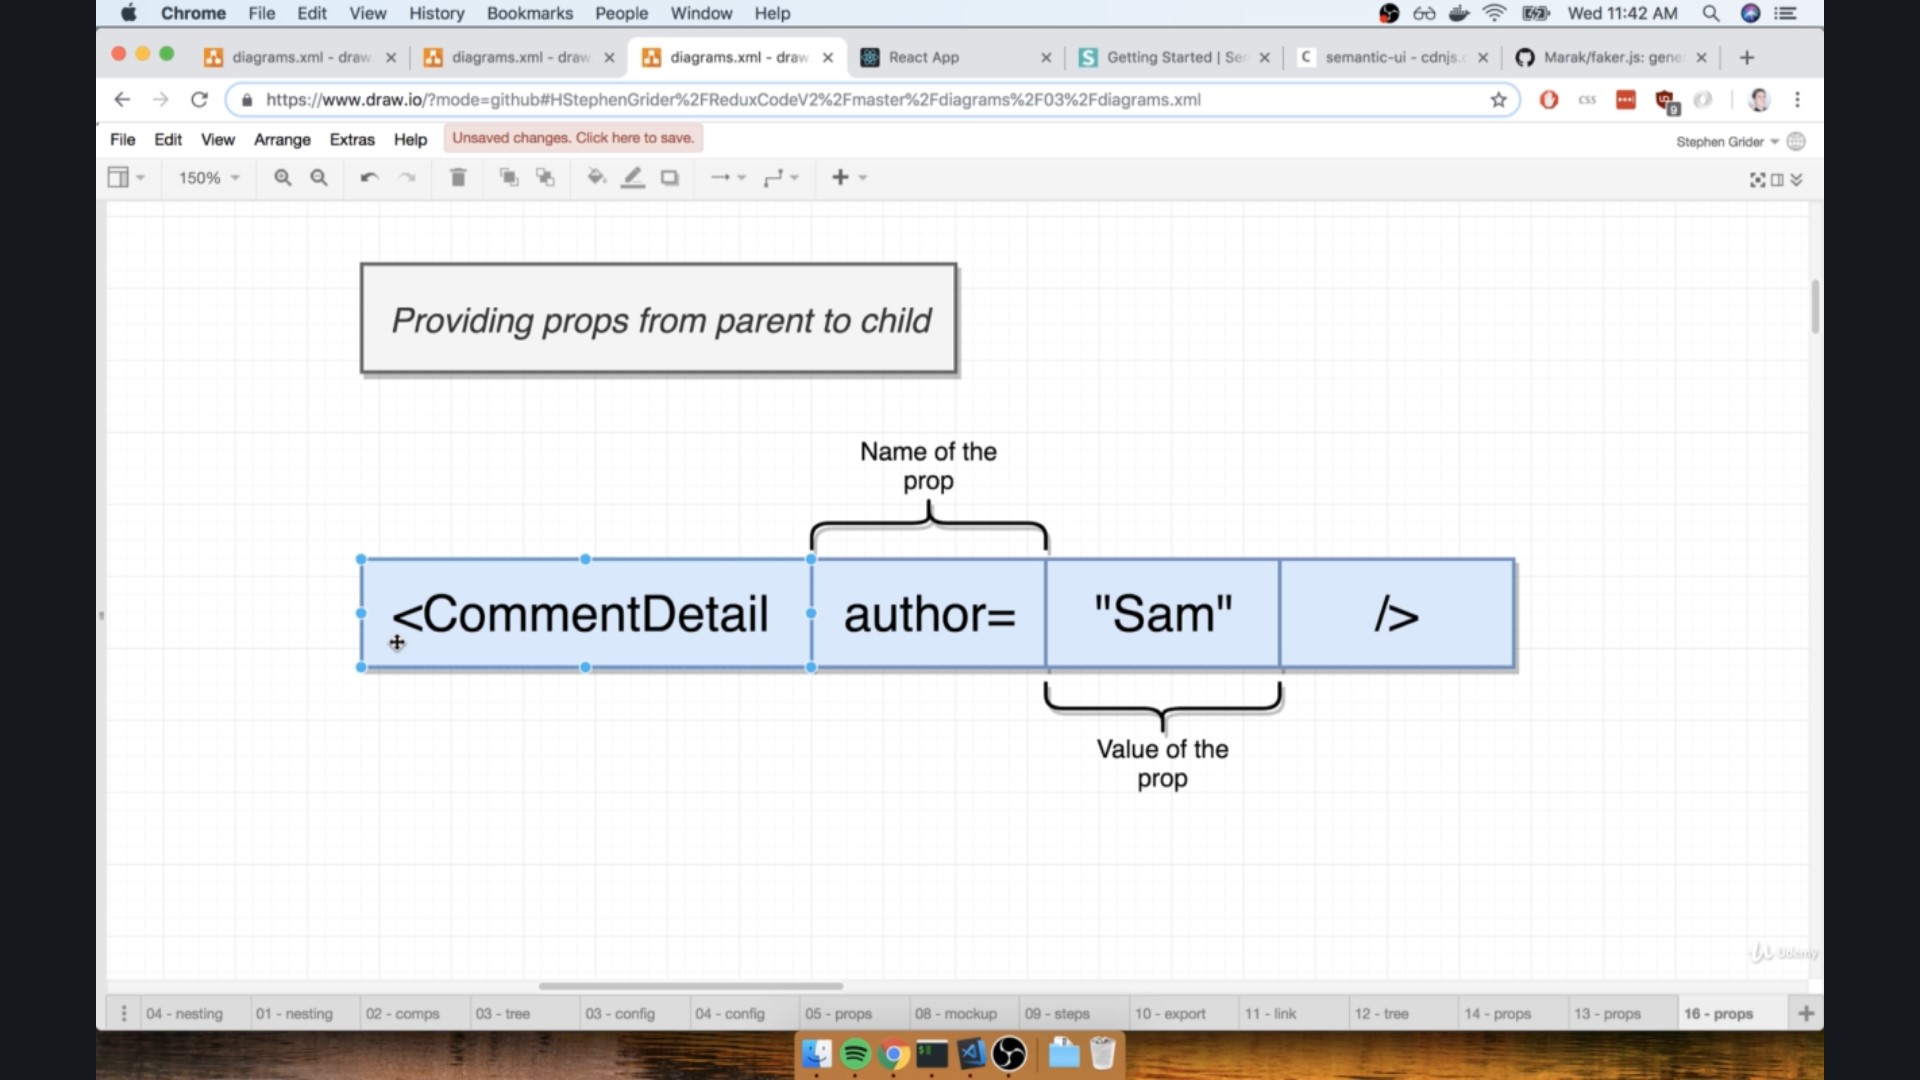 Chrome File Edit View History Bookmarks People Window Help Wed 11:42 AM
diagrams.xml - draw diagrams.xml - draw diagrams.xml - draw React App Getting Started | Se semantic-ui - cdnjs. Marak/faker.js: gene
https://www.draw.io/?mode=github#HStephenGrider%2FReduxCodeV2%2Fmaster%2Fdiagrams%2F03%2Fdiagrams.xml CSS 9
File Edit View Arrange Extras Help Unsaved changes. Click here to save. Stephen Grider
150%
Providing props from parent to child
Name of the
prop
<CommentDetail author= "Sam" />
Value of the
prop
Udemy
04 - nesting 01 - nesting 02 - comps 03 - tree 03 - config 04 - config 05 - props 08 - mockup 09 - steps 10 - export 11 - link 12 - tree 14 - props 13 - props 16 - props